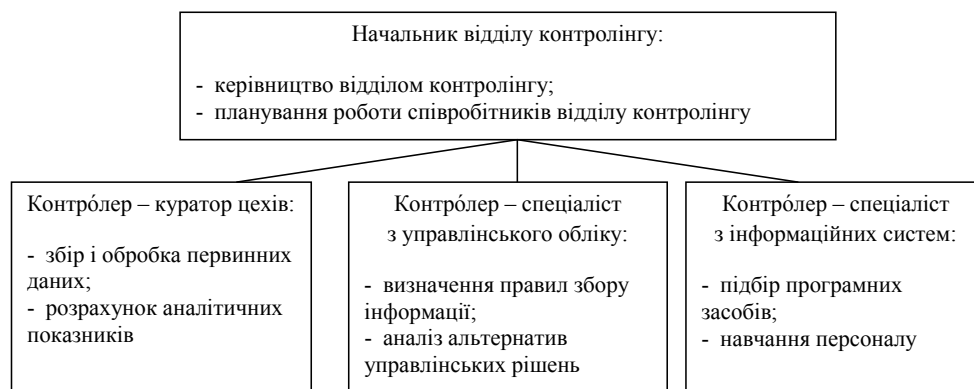 Начальник відділу контролінгу:
- керівництво відділом контролінгу;
- планування роботи співробітників відділу контролінгу
Контро́лер – куратор цехів:
- збір і обробка первинних
даних;
- розрахунок аналітичних
показників
Контро́лер – спеціаліст
з управлінського обліку:
- визначення правил збору
інформації;
- аналіз альтернатив
управлінських рішень
Контро́лер – спеціаліст
з інформаційних систем:
- підбір програмних
засобів;
- навчання персоналу